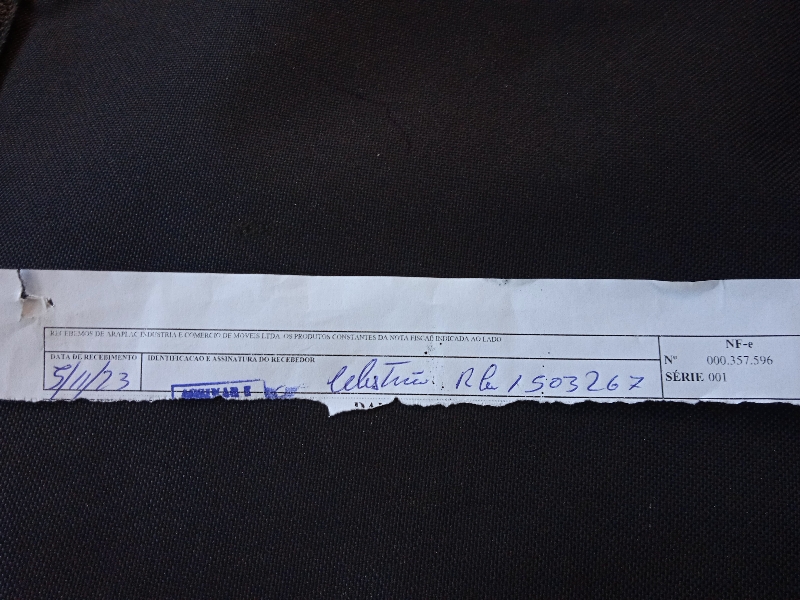 RECEBEMOS DE ARAPLAC INDUSTRIA E COMERCIO DE MOVEIS LTDA. OS PRODUTOS CONSTANTES DA NOTA FISCAL INDICADA AO LADO
NF-e
DATA DE RECEBIMENTO IDENTIFICACAO E ASSINATURA DO RECEBEDOR
Nº 000.357.596
5/11/23 1503267
SÉRIE 001